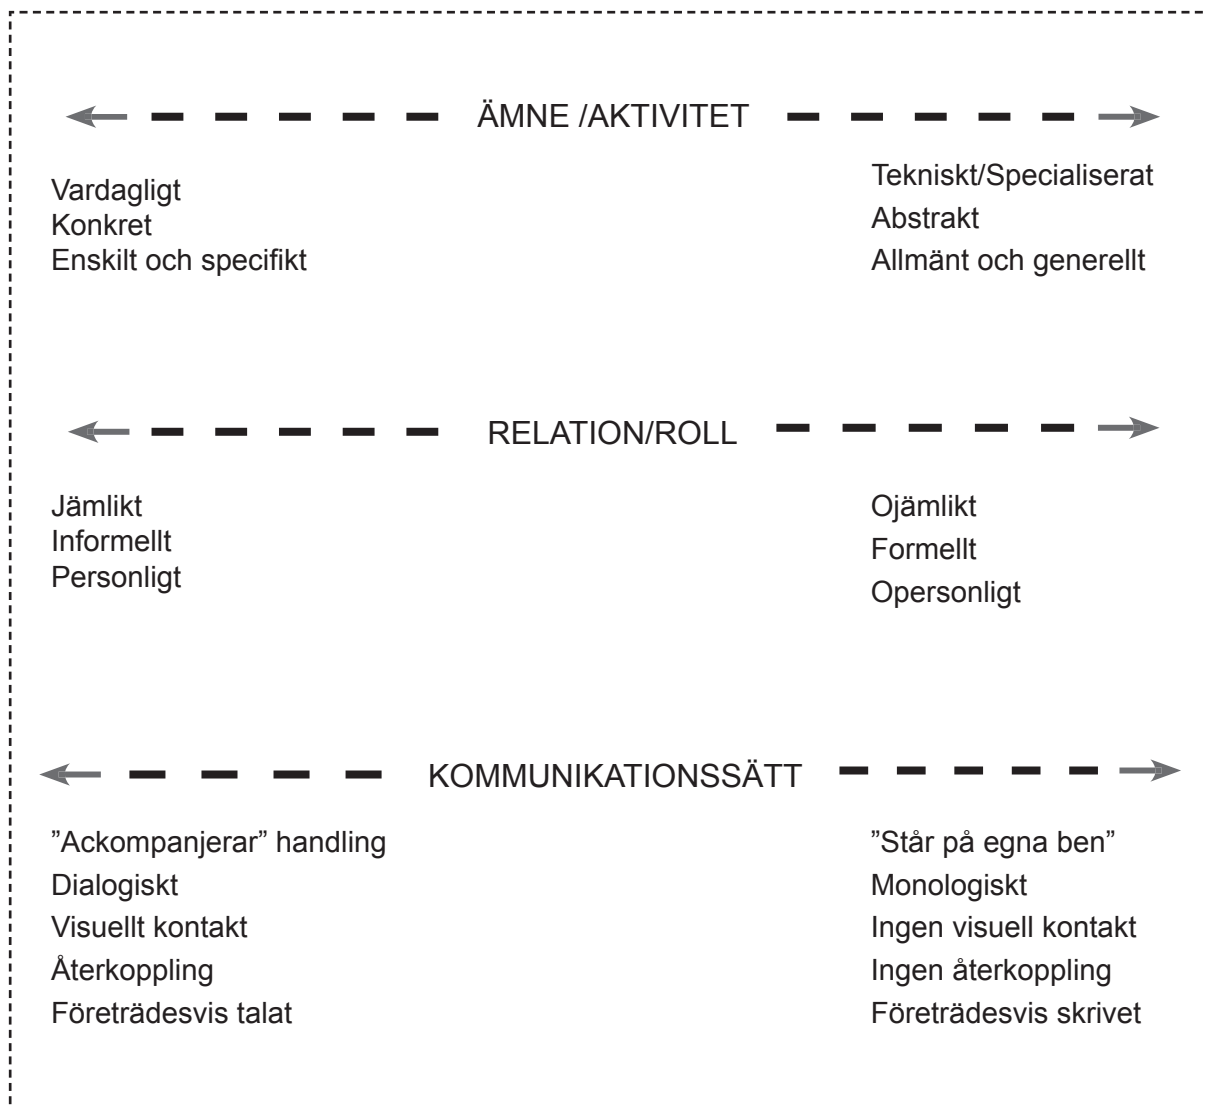 ÄMNE /AKTIVITET
Vardagligt
Konkret
Enskilt och specifikt
Tekniskt/Specialiserat
Abstrakt
Allmänt och generellt
RELATION/ROLL
Jämlikt
Informellt
Personligt
Ojämlikt
Formellt
Opersonligt
KOMMUNIKATIONSSÄTT
”Ackompanjerar” handling
Dialogiskt
Visuellt kontakt
Återkoppling
Företrädesvis talat
”Står på egna ben”
Monologiskt
Ingen visuell kontakt
Ingen återkoppling
Företrädesvis skrivet